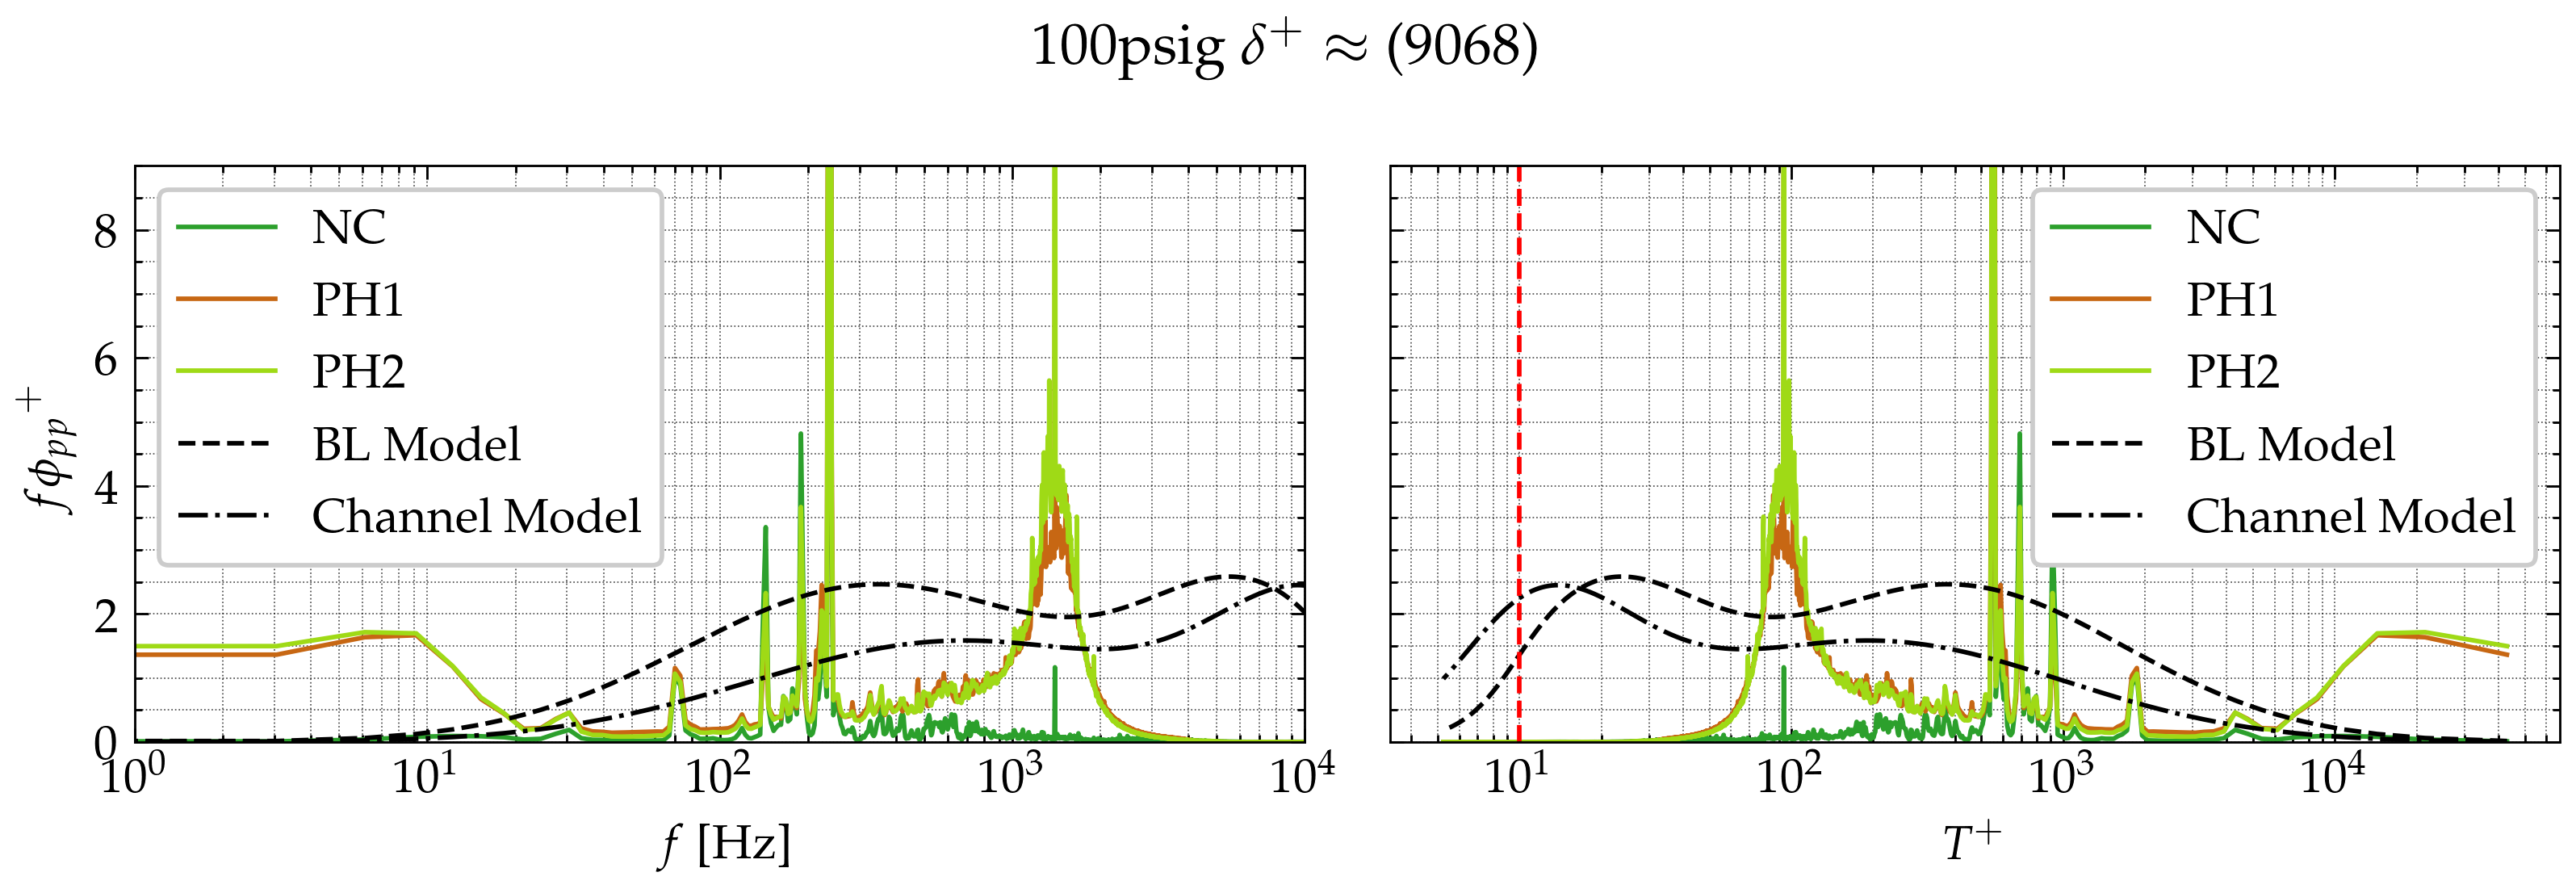 100psig δ⁺ ≈ (9068)
fϕₚₚ⁺
8
6
4
2
0
NC
PH1
PH2
BL Model
Channel Model
10⁰ 10¹ 10² 10³ 10⁴
f [Hz]
NC
PH1
PH2
BL Model
Channel Model
10¹ 10² 10³ 10⁴
T⁺